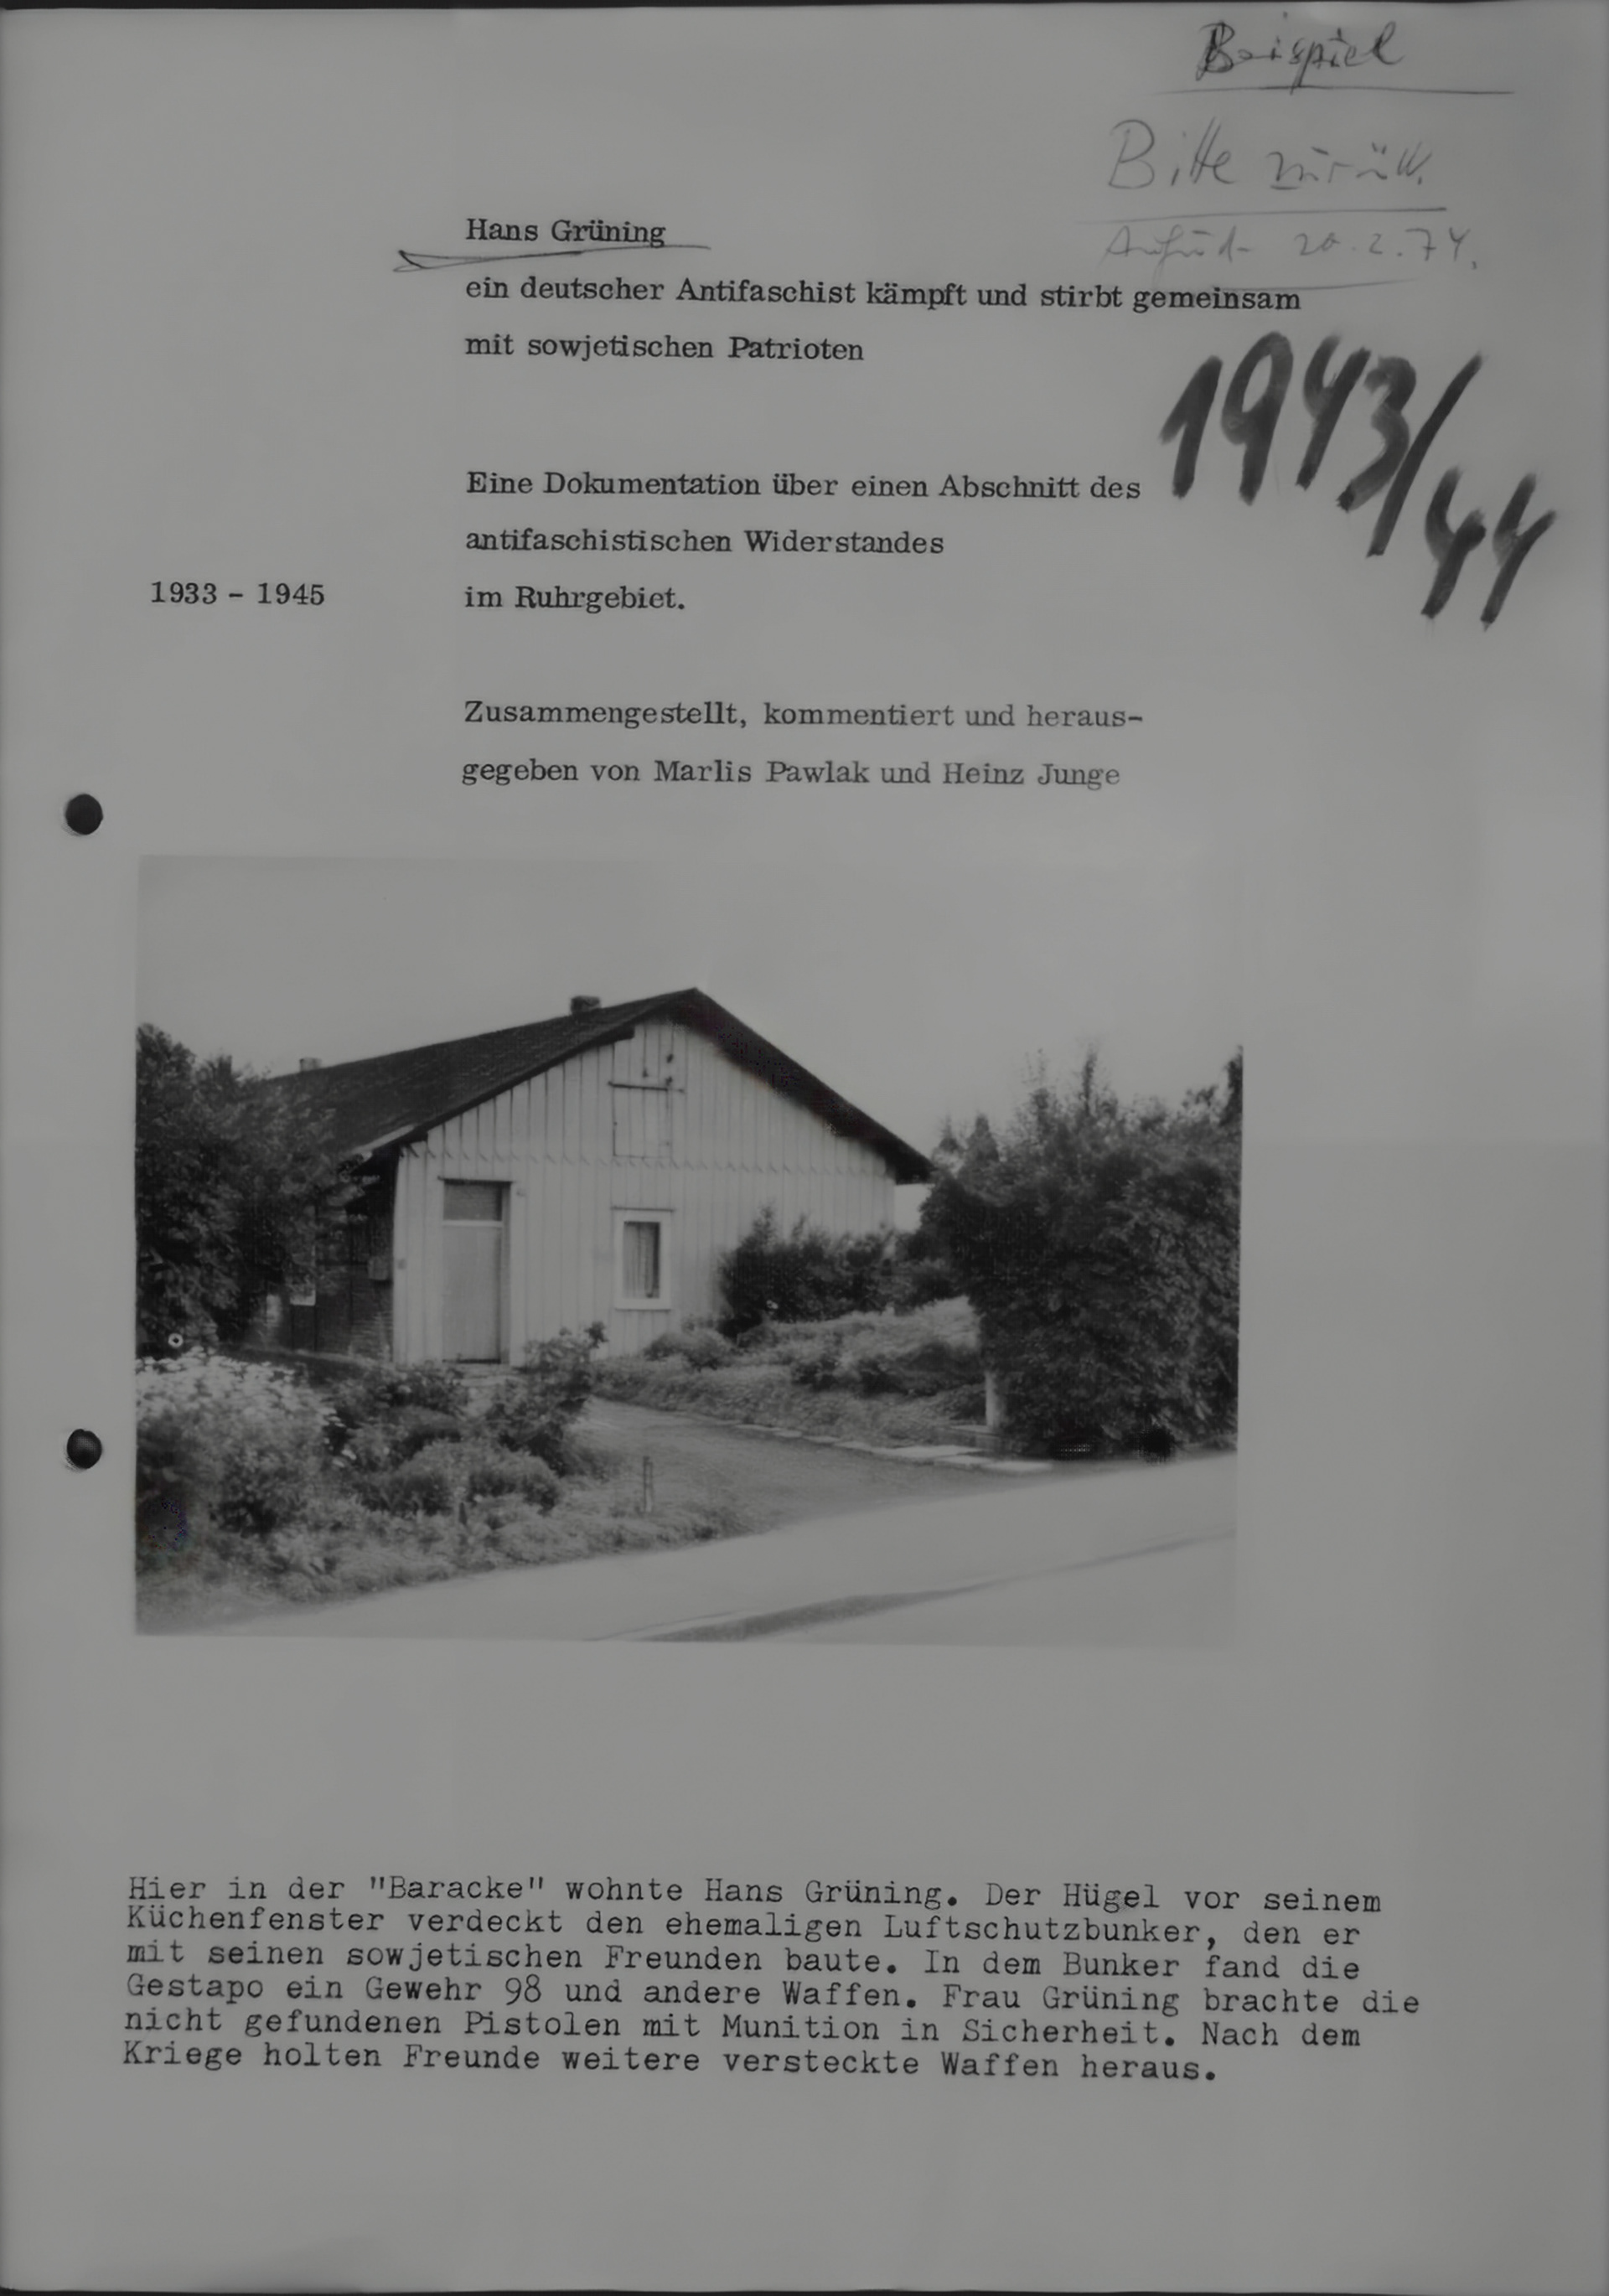 Beispiel
Bitte zurück.
20.2.74.
Hans Grüning
ein deutscher Antifaschist kämpft und stirbt gemeinsam
mit sowjetischen Patrioten
1943/44
Eine Dokumentation über einen Abschnitt des
antifaschistischen Widerstandes
1933 - 1945 im Ruhrgebiet.
Zusammengestellt, kommentiert und heraus-
gegeben von Marlis Pawlak und Heinz Junge
Hier in der "Baracke" wohnte Hans Grüning. Der Hügel vor seinem
Küchenfenster verdeckt den ehemaligen Luftschutzbunker, den er
mit seinen sowjetischen Freunden baute. In dem Bunker fand die
Gestapo ein Gewehr 98 und andere Waffen. Frau Grüning brachte die
nicht gefundenen Pistolen mit Munition in Sicherheit. Nach dem
Kriege holten Freunde weitere versteckte Waffen heraus.